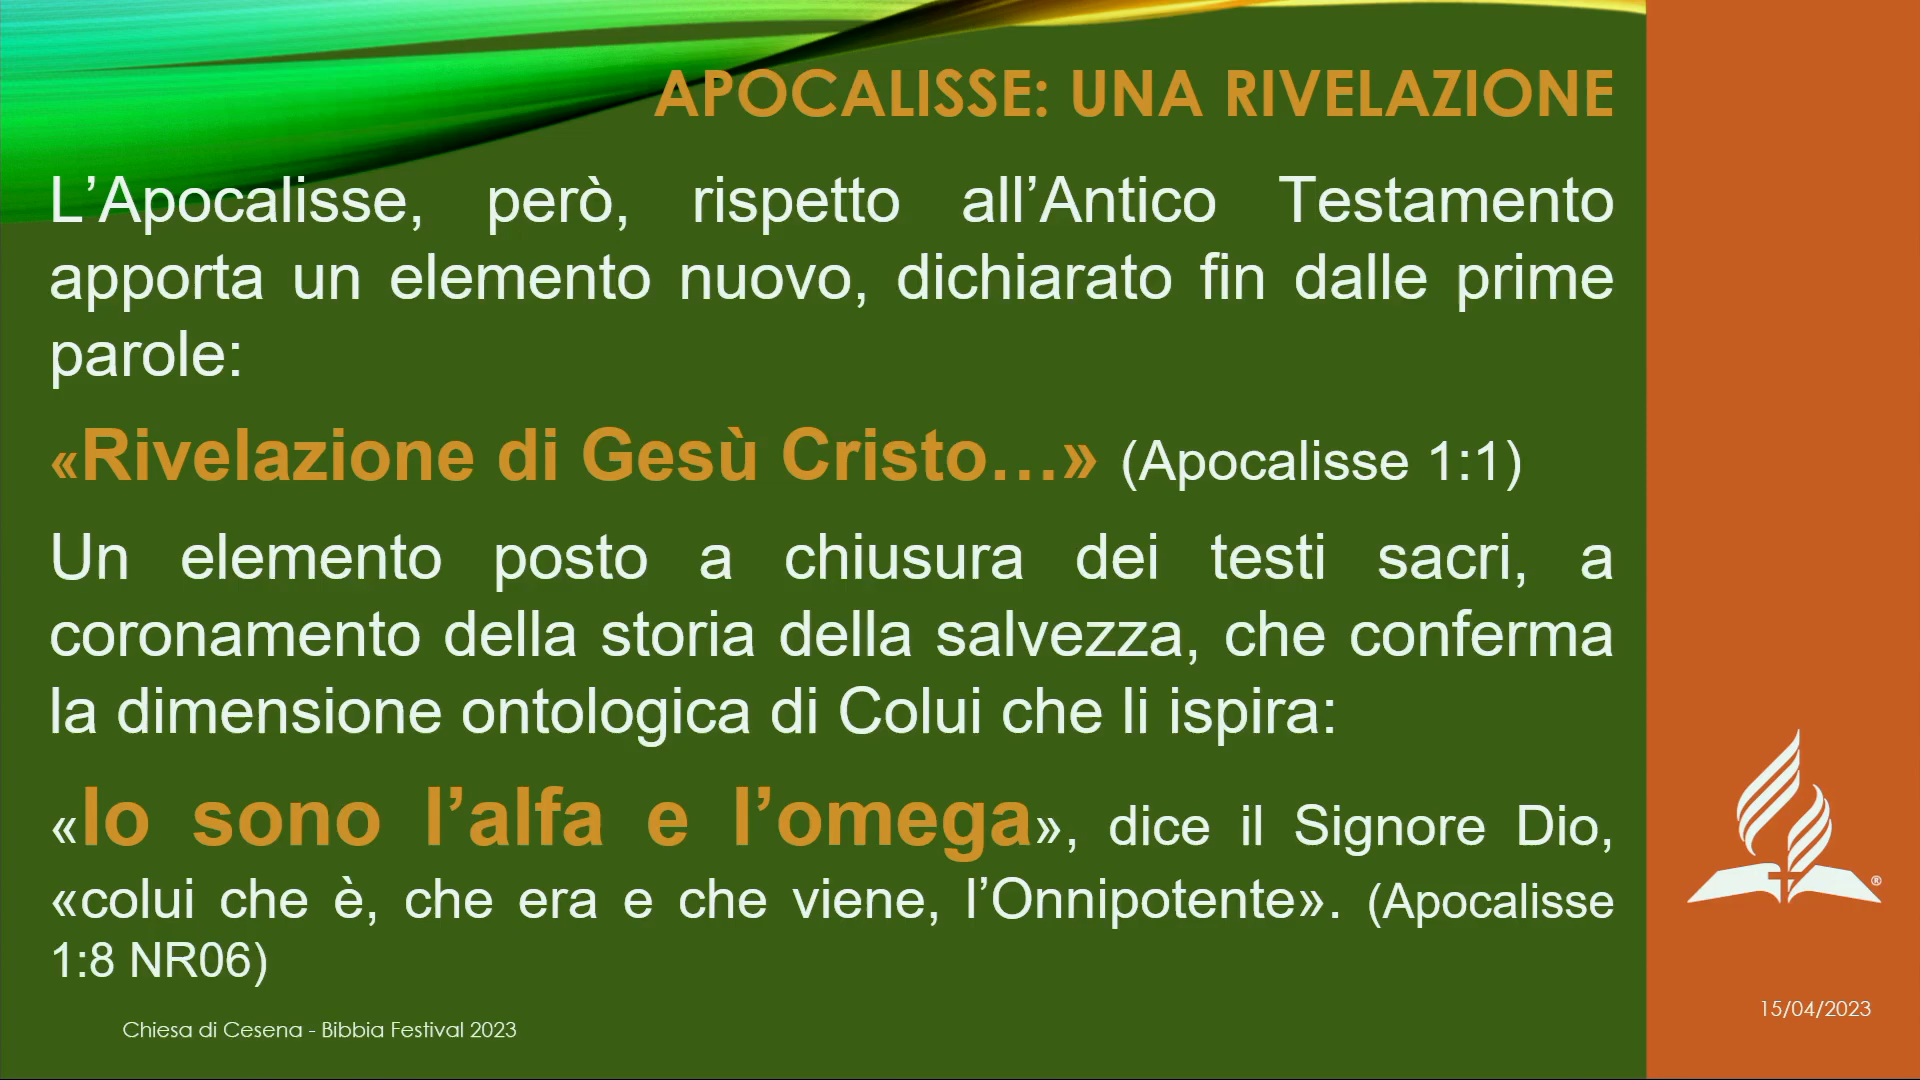 APOCALISSE: UNA RIVELAZIONE
L’Apocalisse, però, rispetto all’Antico Testamento
apporta un elemento nuovo, dichiarato fin dalle prime
parole:
«Rivelazione di Gesù Cristo…» (Apocalisse 1:1)
Un elemento posto a chiusura dei testi sacri, a
coronamento della storia della salvezza, che conferma
la dimensione ontologica di Colui che li ispira:
«Io sono l’alfa e l’omega», dice il Signore Dio,
«colui che è, che era e che viene, l’Onnipotente». (Apocalisse
1:8 NR06)
®
15/04/2023
Chiesa di Cesena - Bibbia Festival 2023